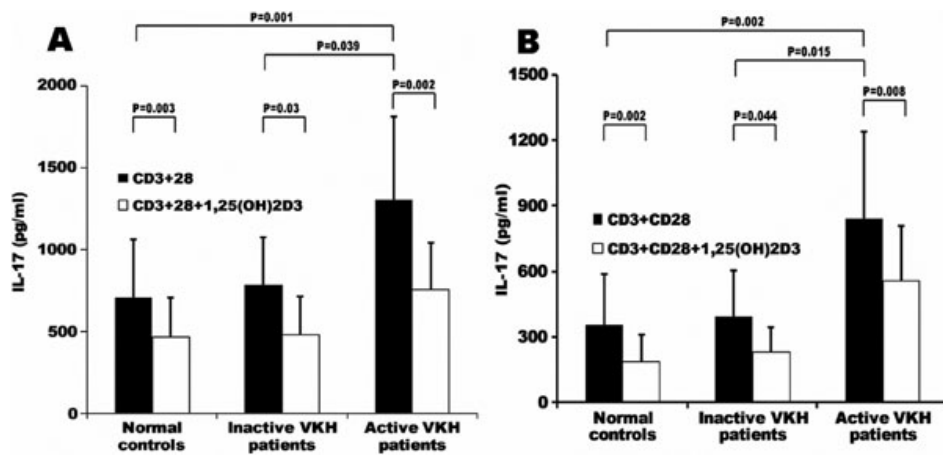 A
P=0.001
P=0.039
P=0.002
P=0.003
P=0.03
2000
1500
1000
500
0
IL-17 (pg/ml)
CD3+28
CD3+28+1,25(OH)2D3
Normal
controls
Inactive VKH
patients
Active VKH
patients
B
P=0.002
P=0.015
P=0.008
P=0.002
P=0.044
1500
1200
900
600
300
0
IL-17 (pg/ml)
CD3+CD28
CD3+CD28+1,25(OH)2D3
Normal
controls
Inactive VKH
patients
Active VKH
patients